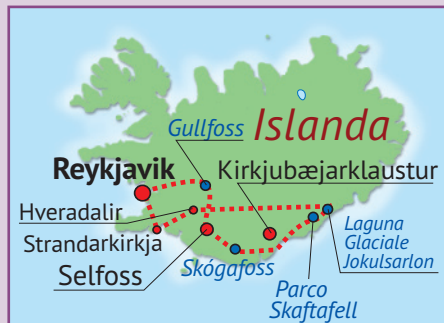 Gullfoss
Islanda
Reykjavik
Kirkjubæjarklaustur
Hveradalir
Strandarkirkja
Selfoss
Skógafoss
Laguna
Glaciale
Jokulsarlon
Parco
Skaftafell